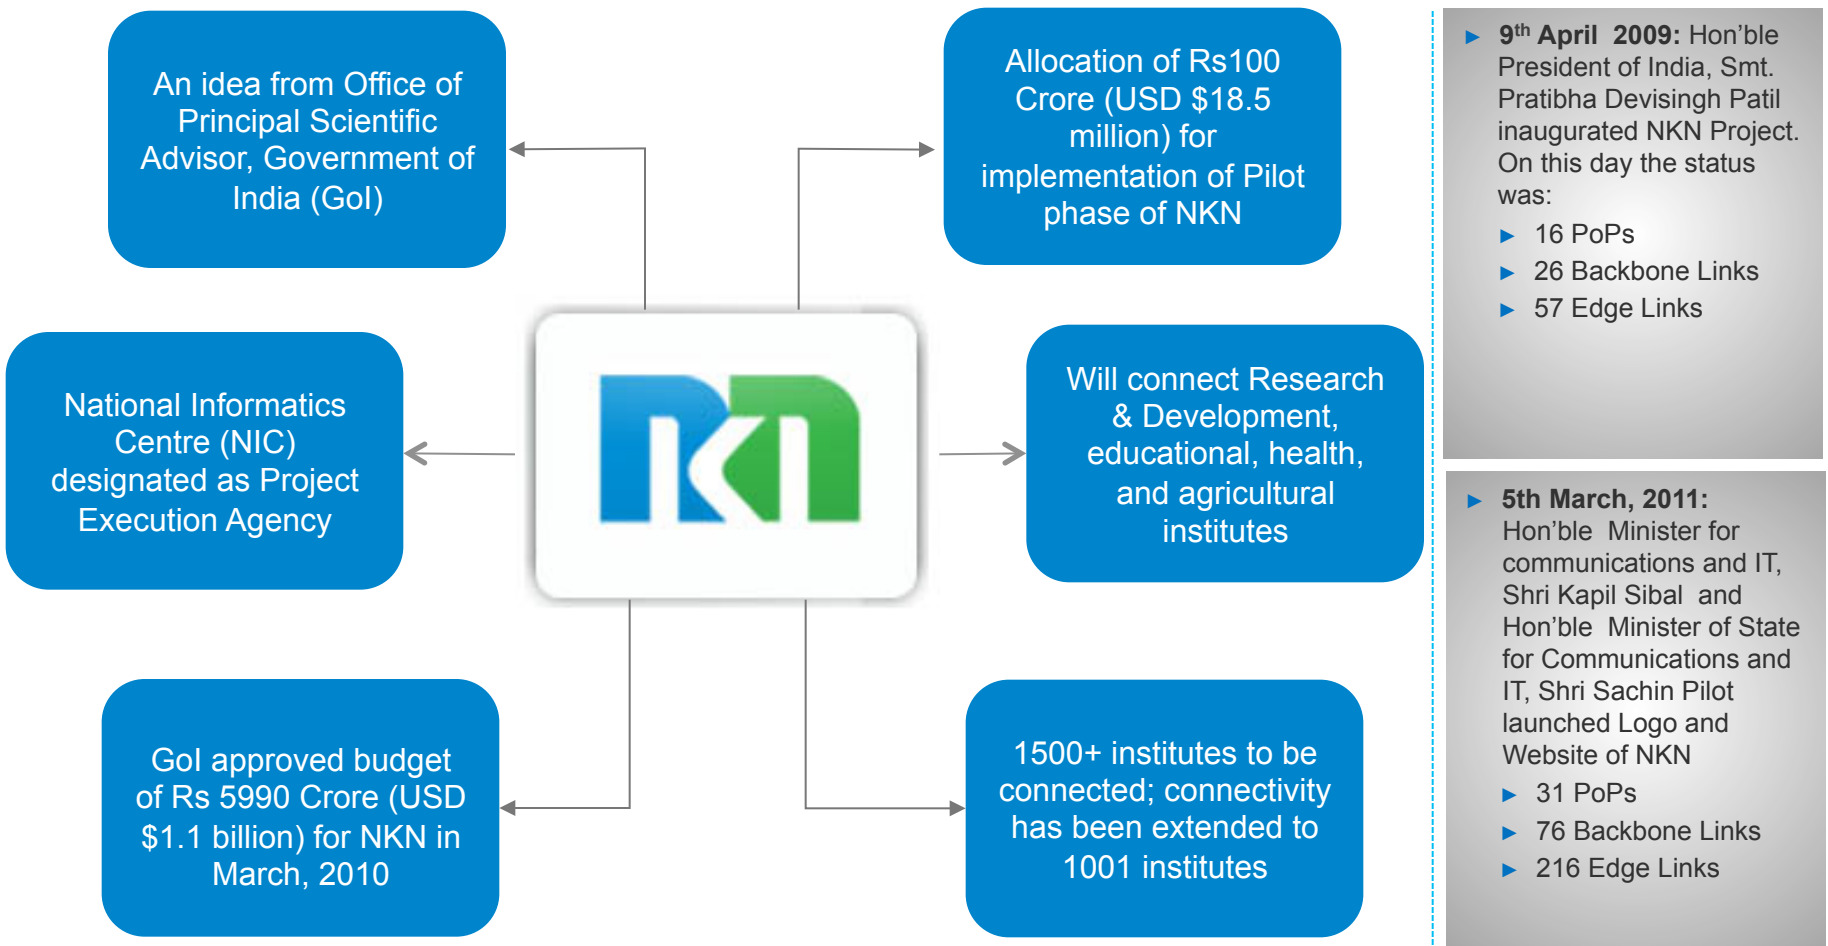 An idea from Office of
Principal Scientific
Advisor, Government of
India (GoI)
Allocation of Rs100
Crore (USD $18.5
million) for
implementation of Pilot
phase of NKN
National Informatics
Centre (NIC)
designated as Project
Execution Agency
NKN
Will connect Research
& Development,
educational, health,
and agricultural
institutes
GoI approved budget
of Rs 5990 Crore (USD
$1.1 billion) for NKN in
March, 2010
1500+ institutes to be
connected; connectivity
has been extended to
1001 institutes
► 9th April 2009: Hon’ble
President of India, Smt.
Pratibha Devisingh Patil
inaugurated NKN Project.
On this day the status
was:
► 16 PoPs
► 26 Backbone Links
► 57 Edge Links
► 5th March, 2011:
Hon’ble Minister for
communications and IT,
Shri Kapil Sibal and
Hon’ble Minister of State
for Communications and
IT, Shri Sachin Pilot
launched Logo and
Website of NKN
► 31 PoPs
► 76 Backbone Links
► 216 Edge Links